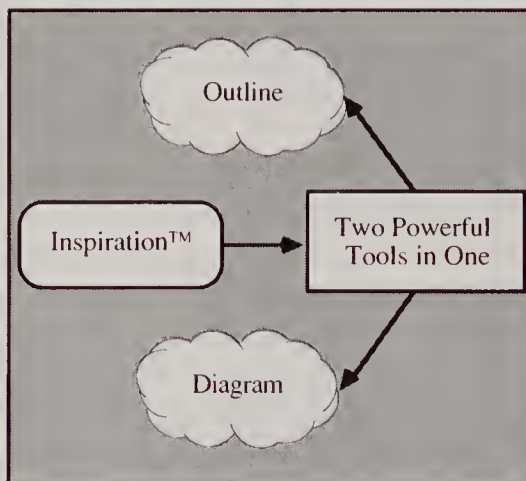 Outline
Inspiration™
Two Powerful
Tools in One
Diagram